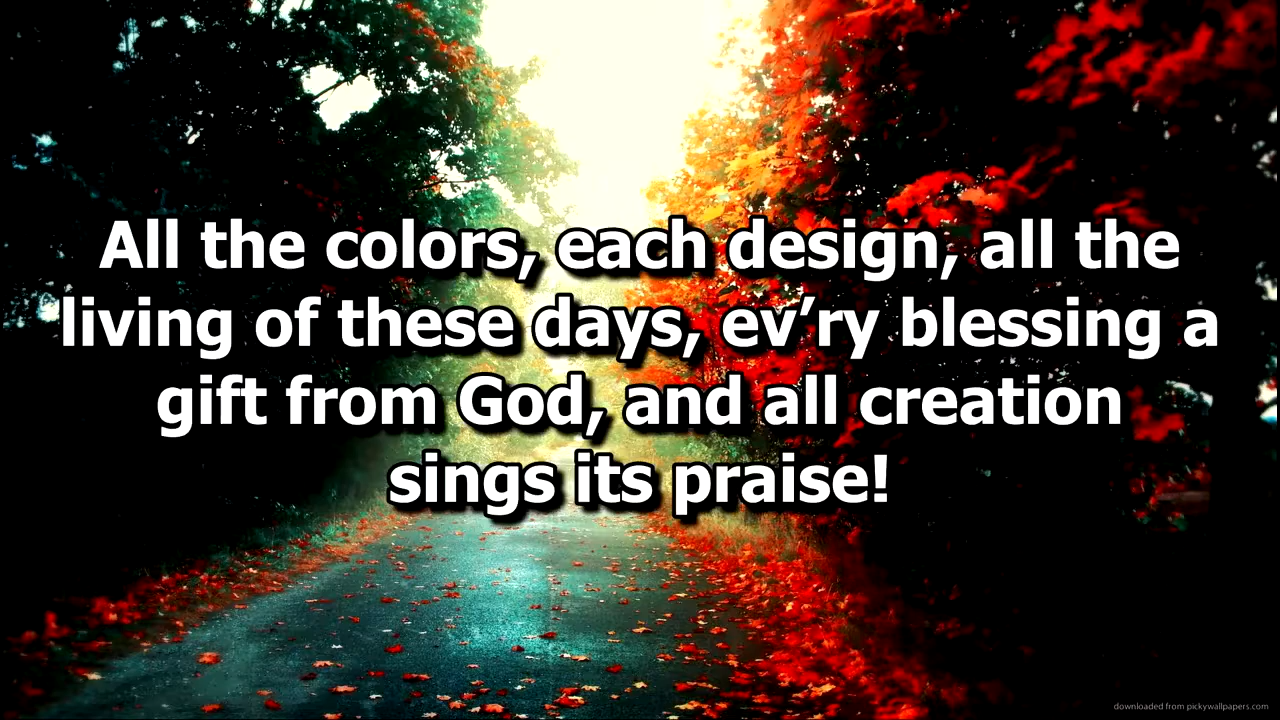 All the colors, each design, all the
living of these days, ev’ry blessing a
gift from God, and all creation
sings its praise!
downloaded from pickywallpapers.com